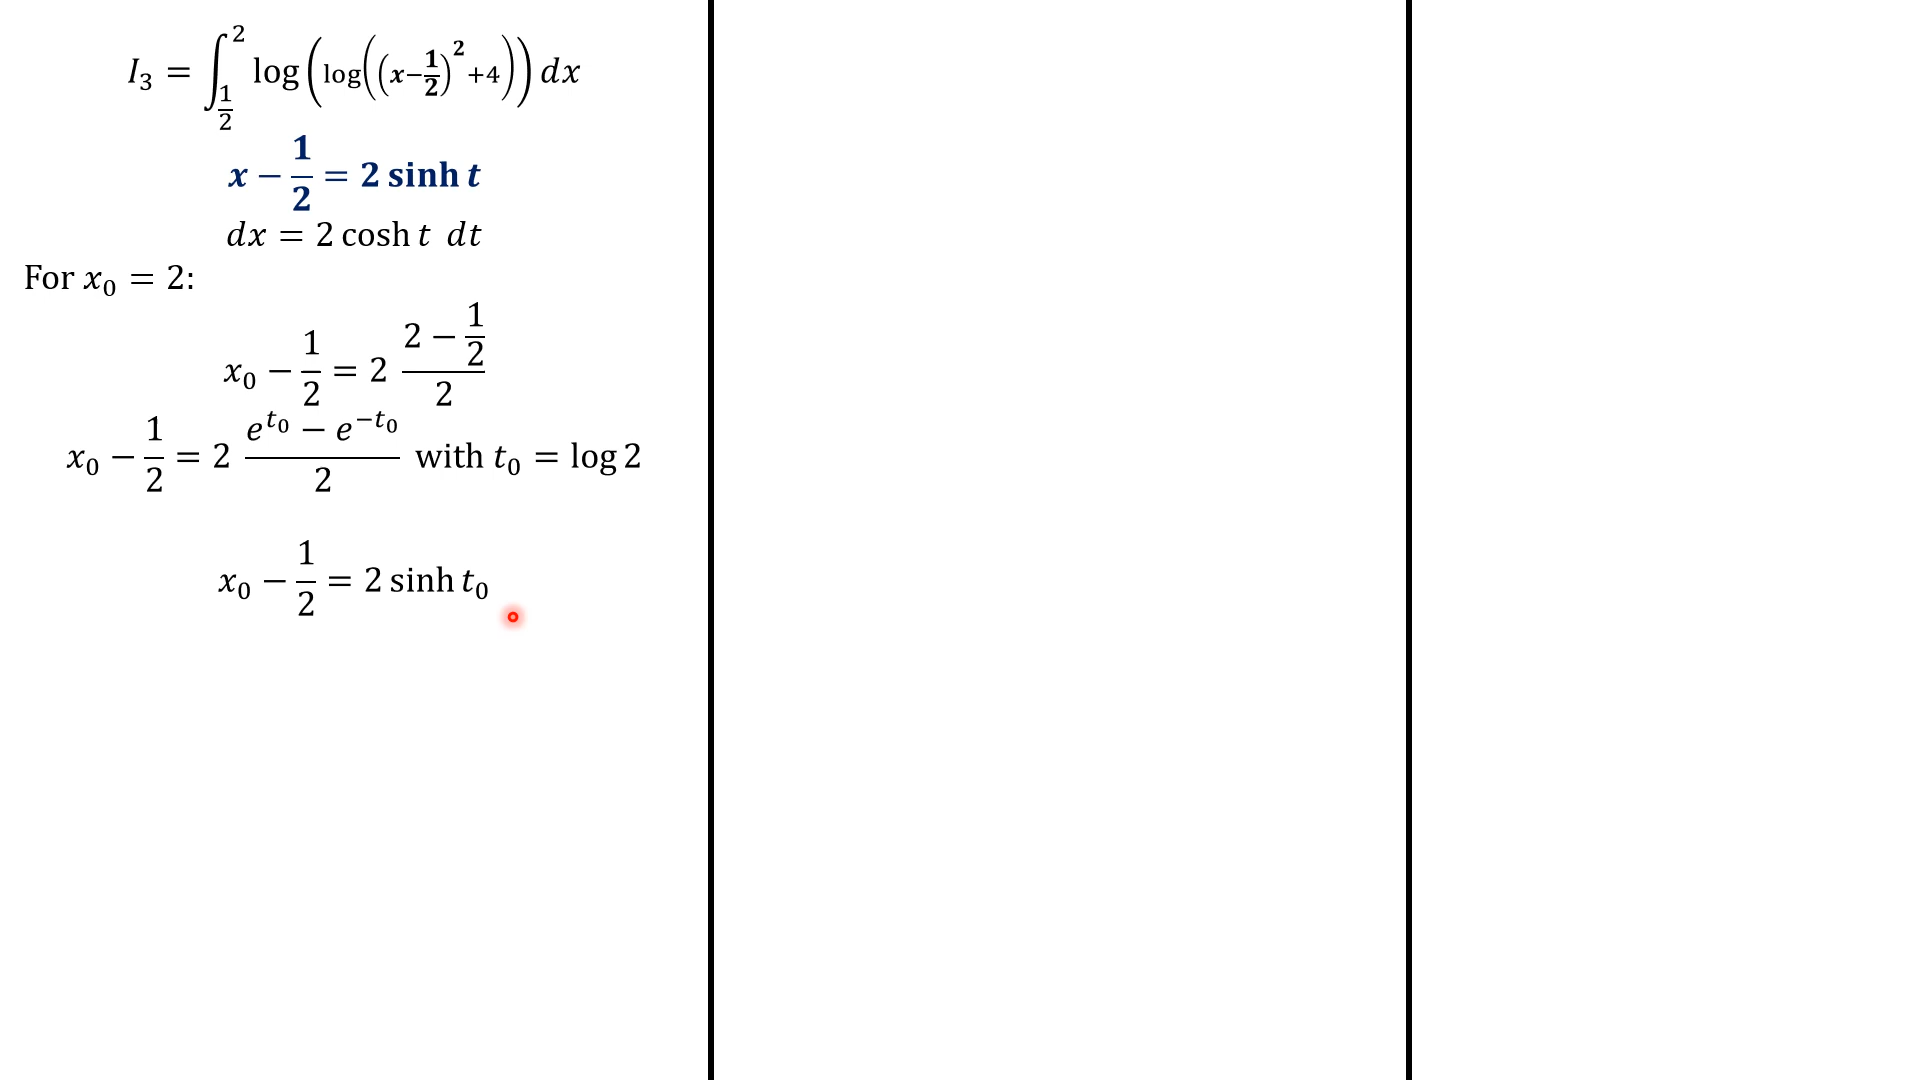 I₃ = ∫_{1/2}^{2} log(log((x−1/2)²+4)) dx
x − 1/2 = 2 sinh t
dx = 2 cosh t dt
For x₀ = 2:
x₀ − 1/2 = 2 (2 − 1/2)/2
x₀ − 1/2 = 2 (e^{t₀} − e^{−t₀})/2 with t₀ = log 2
x₀ − 1/2 = 2 sinh t₀